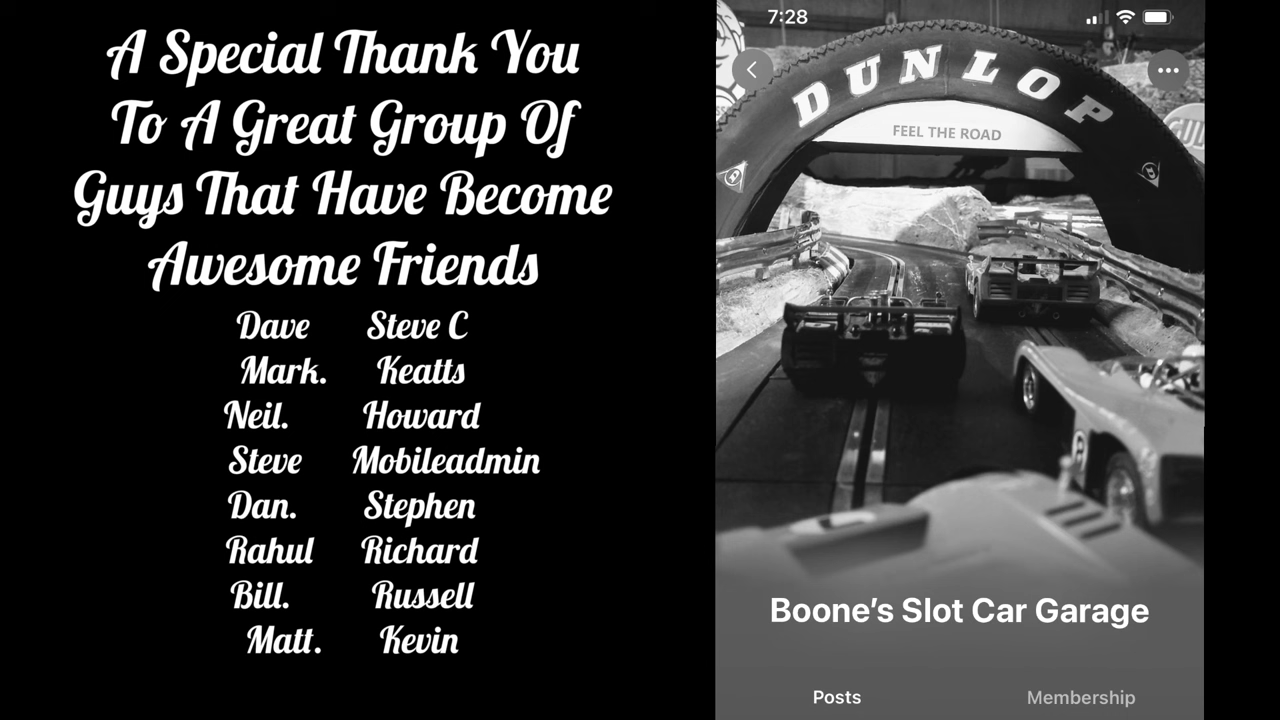 A Special Thank You
To A Great Group Of
Guys That Have Become
Awesome Friends
Dave Steve C
Mark. Keatts
Neil. Howard
Steve Mobileadmin
Dan. Stephen
Rahul Richard
Bill. Russell
Matt. Kevin
7:28
DUNLOP
FEEL THE ROAD
Boone’s Slot Car Garage
Posts Membership